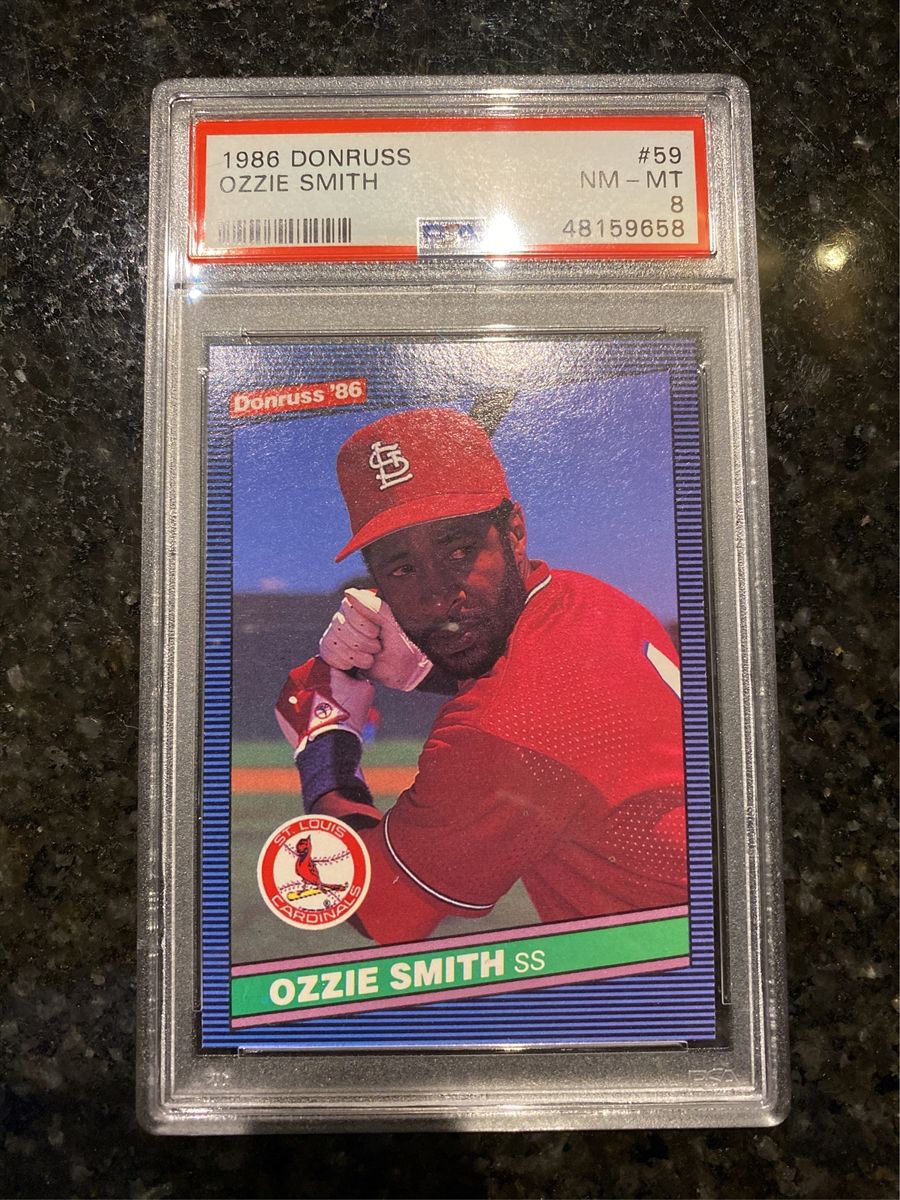 1986 DONRUSS #59
OZZIE SMITH NM - MT
8
48159658
PSA
Donruss '86
STL
ST. LOUIS
CARDINALS
OZZIE SMITH SS
PSA